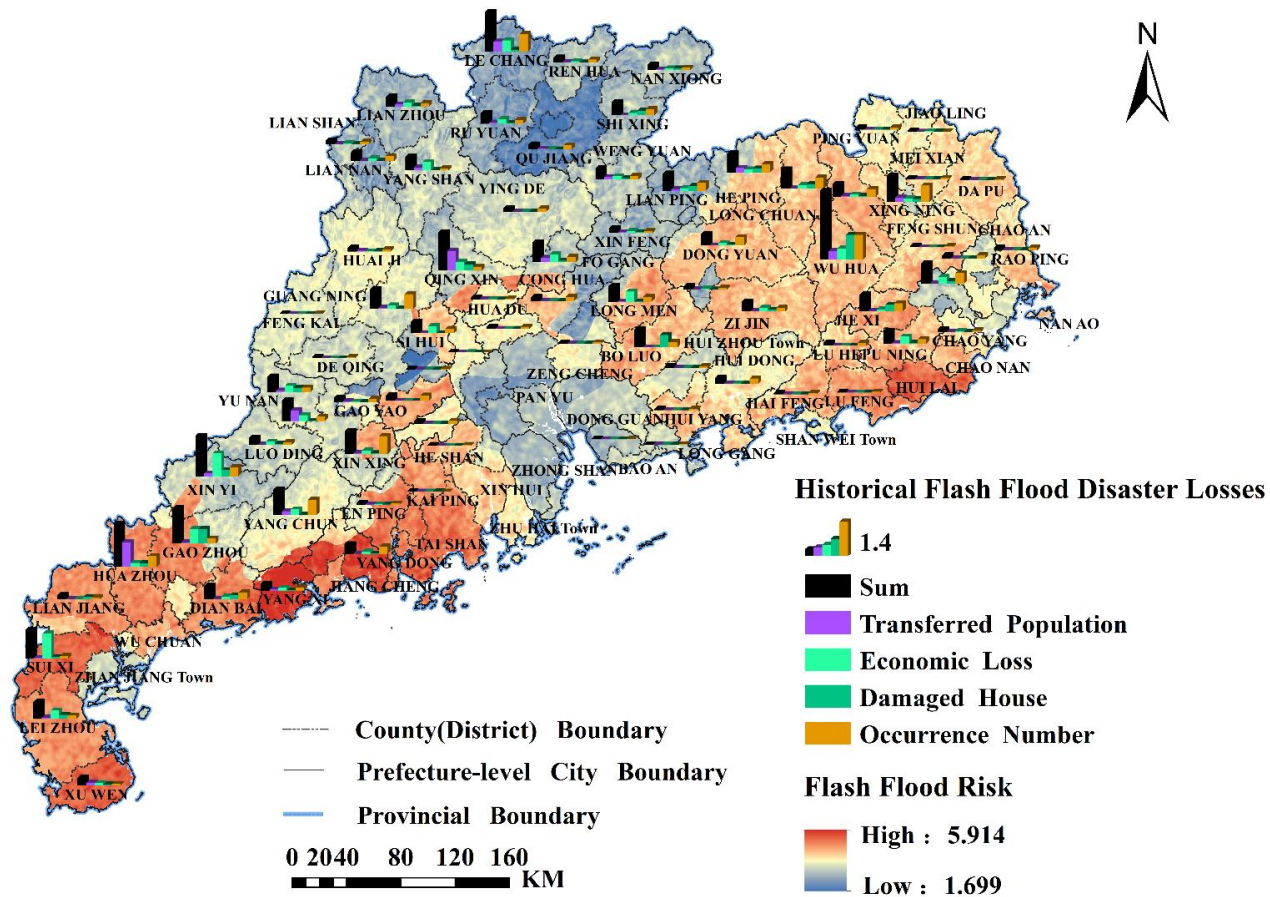 N
LE CHANG
REN HUA
NAN XIONG
LIAN ZHOU
LIAN SHAN
RU YUAN
SHI XING
JIAO LING
PING YUAN
LIAN NAN
YANG SHAN
QU JIANG
WENG YUAN
MEI XIAN
YING DE
LIAN PING
HE PING
DA PU
LONG CHUAN
XING NING
HUAI JI
QING XIN
CONG HUA
FO GANG
XIN FENG
DONG YUAN
WU HUA
FENG SHUN
CHAO AN
RAO PING
GUANG NING
FENG KAI
HUA DU
LONG MEN
ZI JIN
JIE XI
NAN AO
SI HUI
DE QING
BO LUO
HUI ZHOU Town
LU HE
PU NING
CHAO YANG
CHAO NAN
ZENG CHENG
HUI DONG
YU NAN
GAO YAO
PAN YU
HUI LAI
HAI FENG
LU FENG
DONG GUAN
HUI YANG
SHAN WEI Town
LUO DING
XIN XING
HE SHAN
ZHONG SHAN
BAO AN
LONG GANG
XIN YI
YANG CHUN
EN PING
KAI PING
XIN HUI
ZHU HAI Town
GAO ZHOU
TAI SHAN
HUA ZHOU
YANG DONG
JIANG CHENG
LIAN JIANG
DIAN BAI
YANG XI
WU CHUAN
SUI XI
ZHAN JIANG Town
LEI ZHOU
XU WEN
Historical Flash Flood Disaster Losses
1.4
Sum
Transferred Population
Economic Loss
Damaged House
Occurrence Number
Flash Flood Risk
High : 5.914
Low : 1.699
County(District) Boundary
Prefecture-level City Boundary
Provincial Boundary
0 20 40 80 120 160
KM